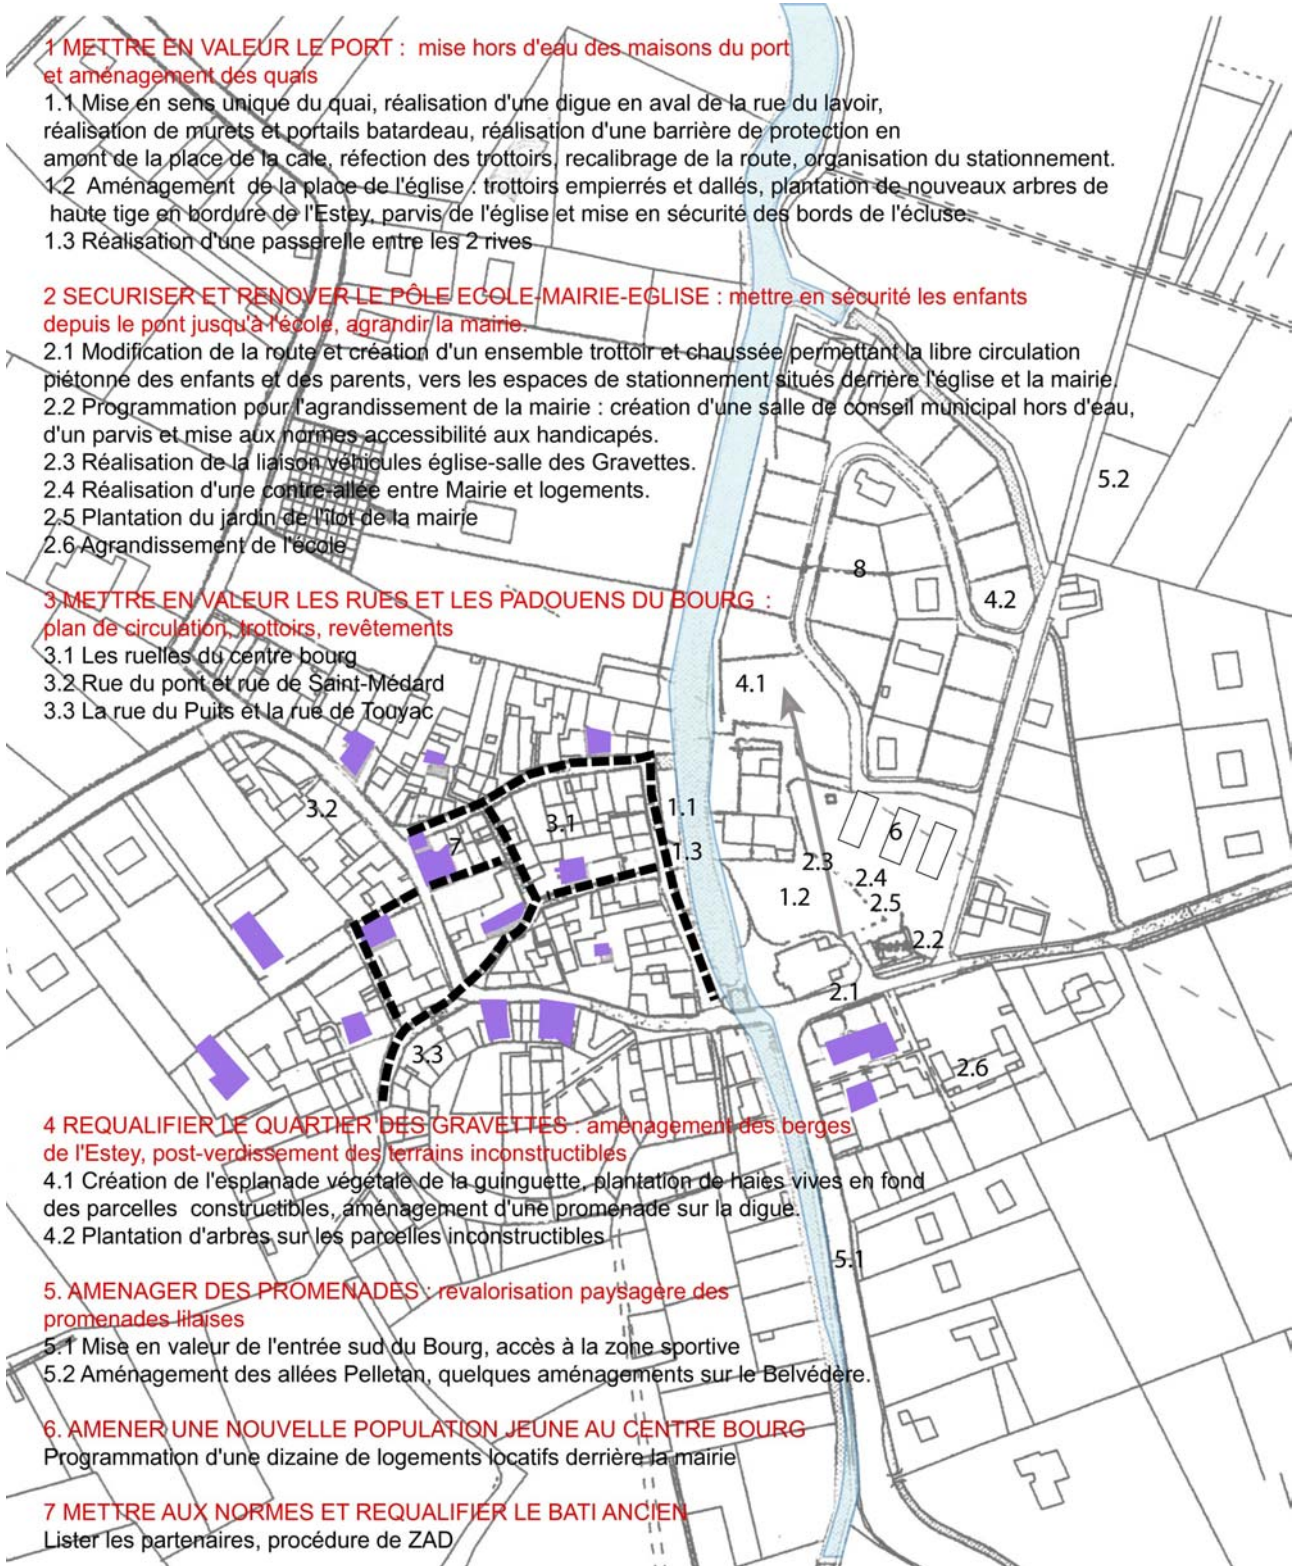 1 METTRE EN VALEUR LE PORT : mise hors d'eau des maisons du port
et aménagement des quais
1.1 Mise en sens unique du quai, réalisation d'une digue en aval de la rue du lavoir,
réalisation de murets et portails batardeau, réalisation d'une barrière de protection en
amont de la place de la cale, réfection des trottoirs, recalibrage de la route, organisation du stationnement.
1.2 Aménagement de la place de l'église : trottoirs empierrés et dallés, plantation de nouveaux arbres de
haute tige en bordure de l'Estey, parvis de l'église et mise en sécurité des bords de l'écluse.
1.3 Réalisation d'une passerelle entre les 2 rives
2 SECURISER ET RENOVER LE PÔLE ECOLE-MAIRIE-EGLISE : mettre en sécurité les enfants
depuis le pont jusqu'à l'école, agrandir la mairie.
2.1 Modification de la route et création d'un ensemble trottoir et chaussée permettant la libre circulation
piétonne des enfants et des parents, vers les espaces de stationnement situés derrière l'église et la mairie.
2.2 Programmation pour l'agrandissement de la mairie : création d'une salle de conseil municipal hors d'eau,
d'un parvis et mise aux normes accessibilité aux handicapés.
2.3 Réalisation de la liaison véhicules église-salle des Gravettes.
2.4 Réalisation d'une contre-allée entre Mairie et logements.
5.2
2.5 Plantation du jardin de l'îlot de la mairie
2.6 Agrandissement de l'école
8
4.2
3 METTRE EN VALEUR LES RUES ET LES PADOUENS DU BOURG :
plan de circulation, trottoirs, revêtements
3.1 Les ruelles du centre bourg
3.2 Rue du pont et rue de Saint-Médard
4.1
3.3 La rue du Puits et la rue de Touyac
3.2
1.1
3.1
6
7
1.3
2.3
2.4
1.2
2.5
2.2
2.1
3.3
2.6
4 REQUALIFIER LE QUARTIER DES GRAVETTES : aménagement des berges
de l'Estey, post-verdissement des terrains inconstructibles
4.1 Création de l'esplanade végétale de la guinguette, plantation de haies vives en fond
des parcelles constructibles, aménagement d'une promenade sur la digue.
4.2 Plantation d'arbres sur les parcelles inconstructibles
5.1
5. AMENAGER DES PROMENADES : revalorisation paysagère des
promenades lilaises
5.1 Mise en valeur de l'entrée sud du Bourg, accès à la zone sportive
5.2 Aménagement des allées Pelletan, quelques aménagements sur le Belvédère.
6. AMENER UNE NOUVELLE POPULATION JEUNE AU CENTRE BOURG
Programmation d'une dizaine de logements locatifs derrière la mairie
7 METTRE AUX NORMES ET REQUALIFIER LE BATI ANCIEN
Lister les partenaires, procédure de ZAD